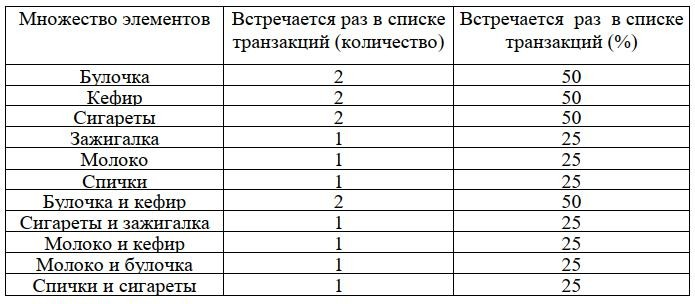 Множество элементов Встречается раз в списке Встречается раз в списке
транзакций (количество) транзакций (%)
Булочка 2 50
Кефир 2 50
Сигареты 2 50
Зажигалка 1 25
Молоко 1 25
Спички 1 25
Булочка и кефир 2 50
Сигареты и зажигалка 1 25
Молоко и кефир 1 25
Молоко и булочка 1 25
Спички и сигареты 1 25